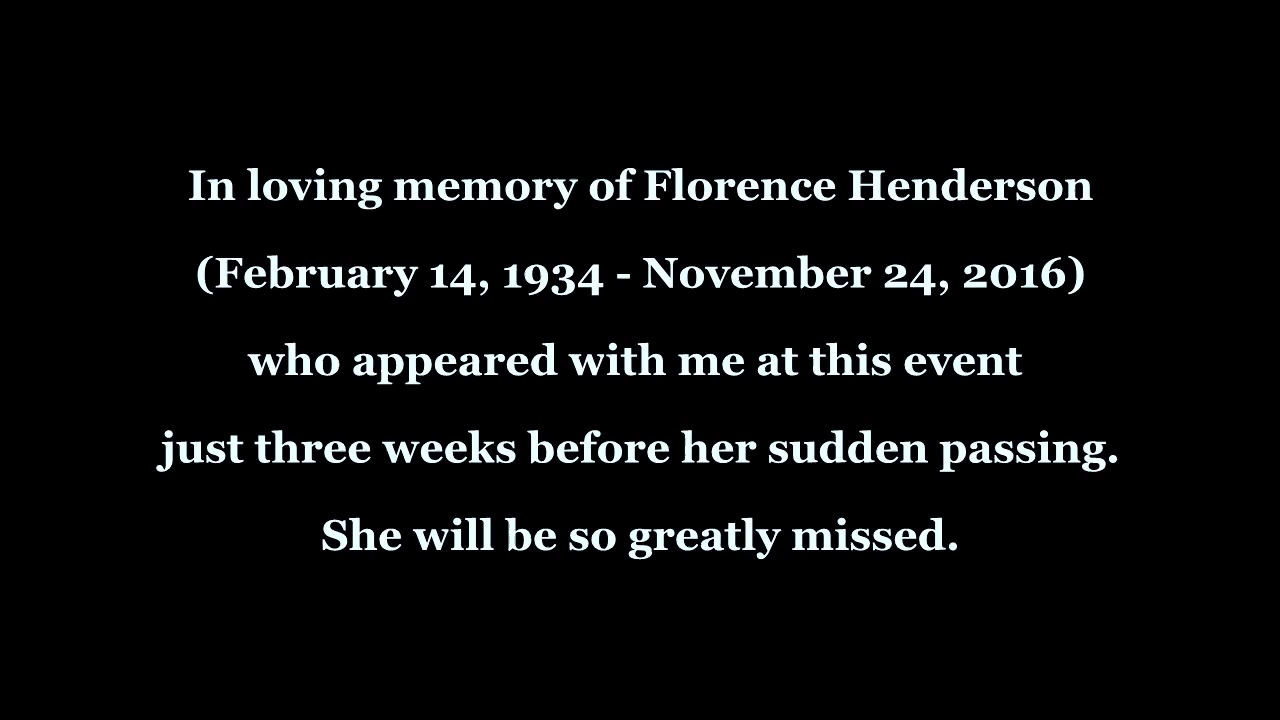 In loving memory of Florence Henderson
(February 14, 1934 - November 24, 2016)
who appeared with me at this event
just three weeks before her sudden passing.
She will be so greatly missed.